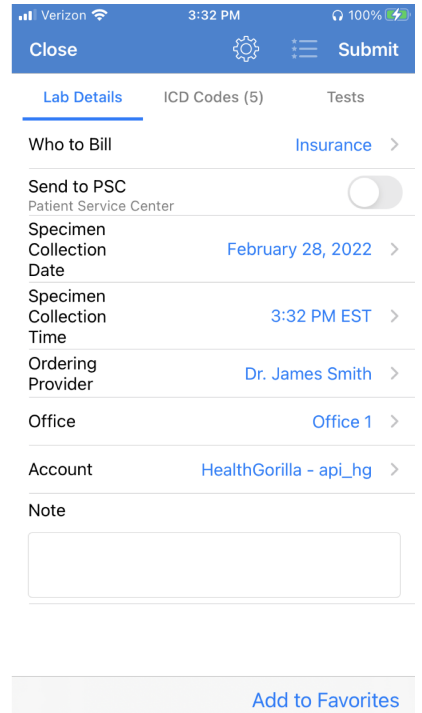 Verizon 3:32 PM 100%
Close Submit
Lab Details ICD Codes (5) Tests
Who to Bill Insurance
Send to PSC
Patient Service Center
Specimen
Collection
Date
February 28, 2022
Specimen
Collection
Time
3:32 PM EST
Ordering
Provider
Dr. James Smith
Office Office 1
Account HealthGorilla - api_hg
Note
Add to Favorites